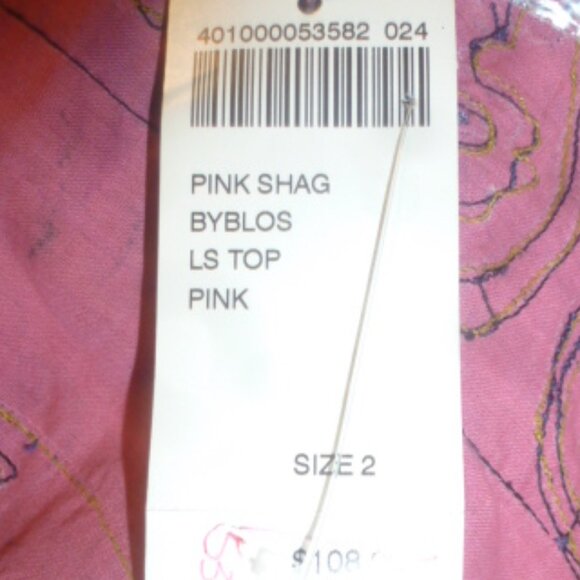 401000053582 024
PINK SHAG
BYBLOS
LS TOP
PINK
SIZE 2
$108